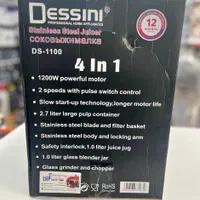 DESSINI
PROFESSIONAL HOME APPLIANCES
12
Stainless Steel Juicer
СОКОВЫЖИМАЛКА
DS-1100
4 In 1
1200W powerful motor
2 speeds with pulse switch control
Slow start-up technology,longer motor life
2.7 liter large pulp container
Stainless steel blade and filter basket
Stainless steel body and locking arm
Safety interlock,1.0 liter juice jug
1.0 liter glass blender jar
Glass grinder and chopper
CE RoHS